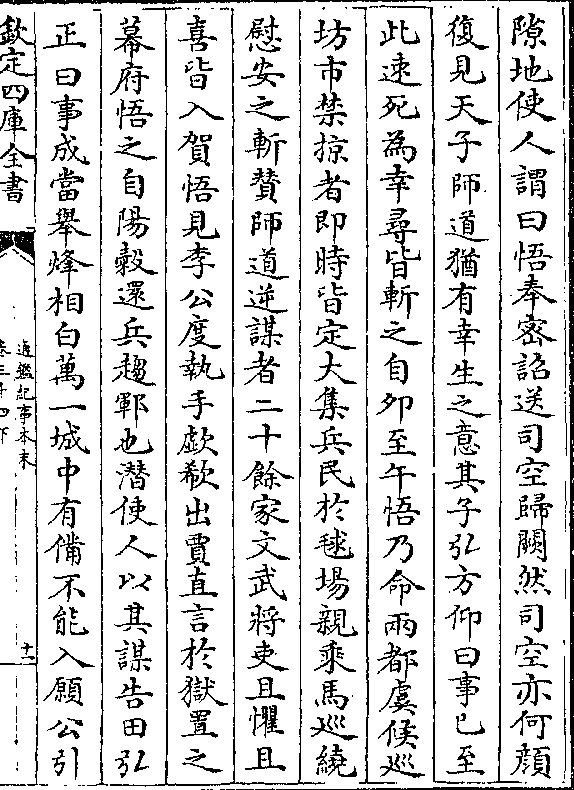 隙地使人謂曰悟奉密詔送司空歸闕然司空亦何顔
復見天子師道猶有幸生之意其子弘方仰曰事已至
此速死為幸尋皆斬之自卯至午悟乃命兩都虞候巡
坊市禁掠者即時皆定大集兵民於毬場親乘馬巡繞
慰安之斬贊師道逆謀者二十餘家文武將吏且懼且
喜皆入賀悟見李公度執手歔欷出賈直言於獄置之
幕府悟之自陽榖還兵趨鄆也潛使人以其謀告田弘
正曰事成當舉烽相白萬一城中有備不能入願公引
欽定四庫全書
通鑑紀事本末
卷三十四下
十一